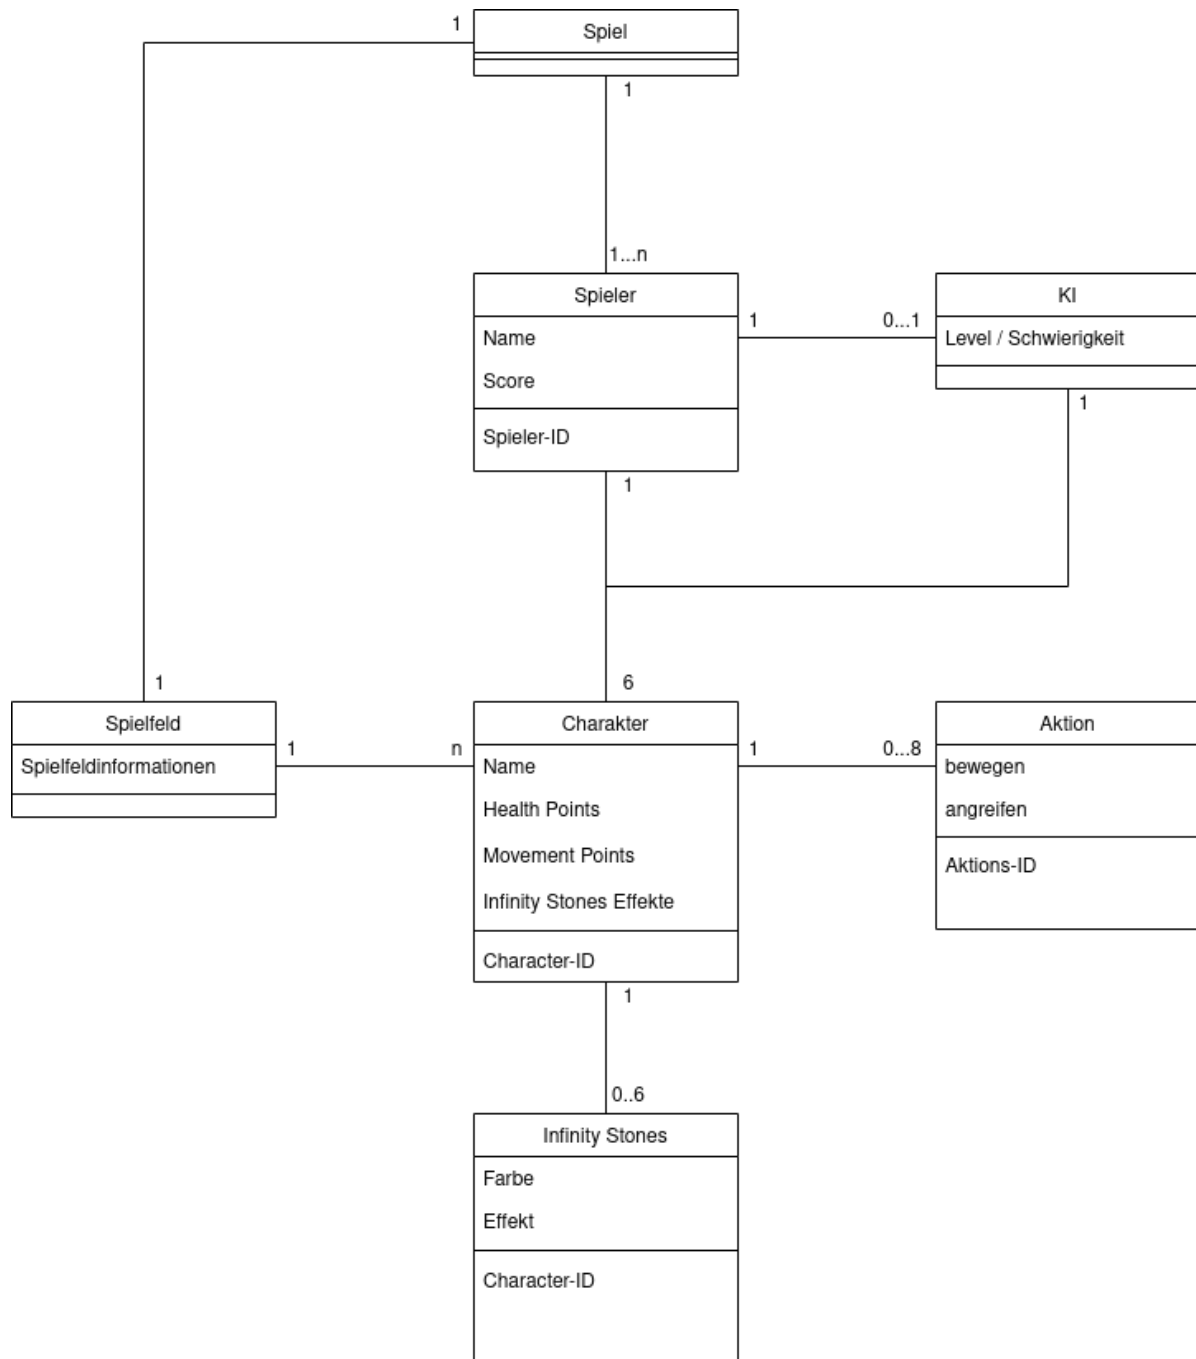 1
Spiel
1
1...n
Spieler
Name
Score
Spieler-ID
1
0...1
KI
Level / Schwierigkeit
1
1
6
1
Spielfeld
Spielfeldinformationen
1
n
Charakter
Name
Health Points
Movement Points
Infinity Stones Effekte
Character-ID
1
0...8
Aktion
bewegen
angreifen
Aktions-ID
1
0..6
Infinity Stones
Farbe
Effekt
Character-ID